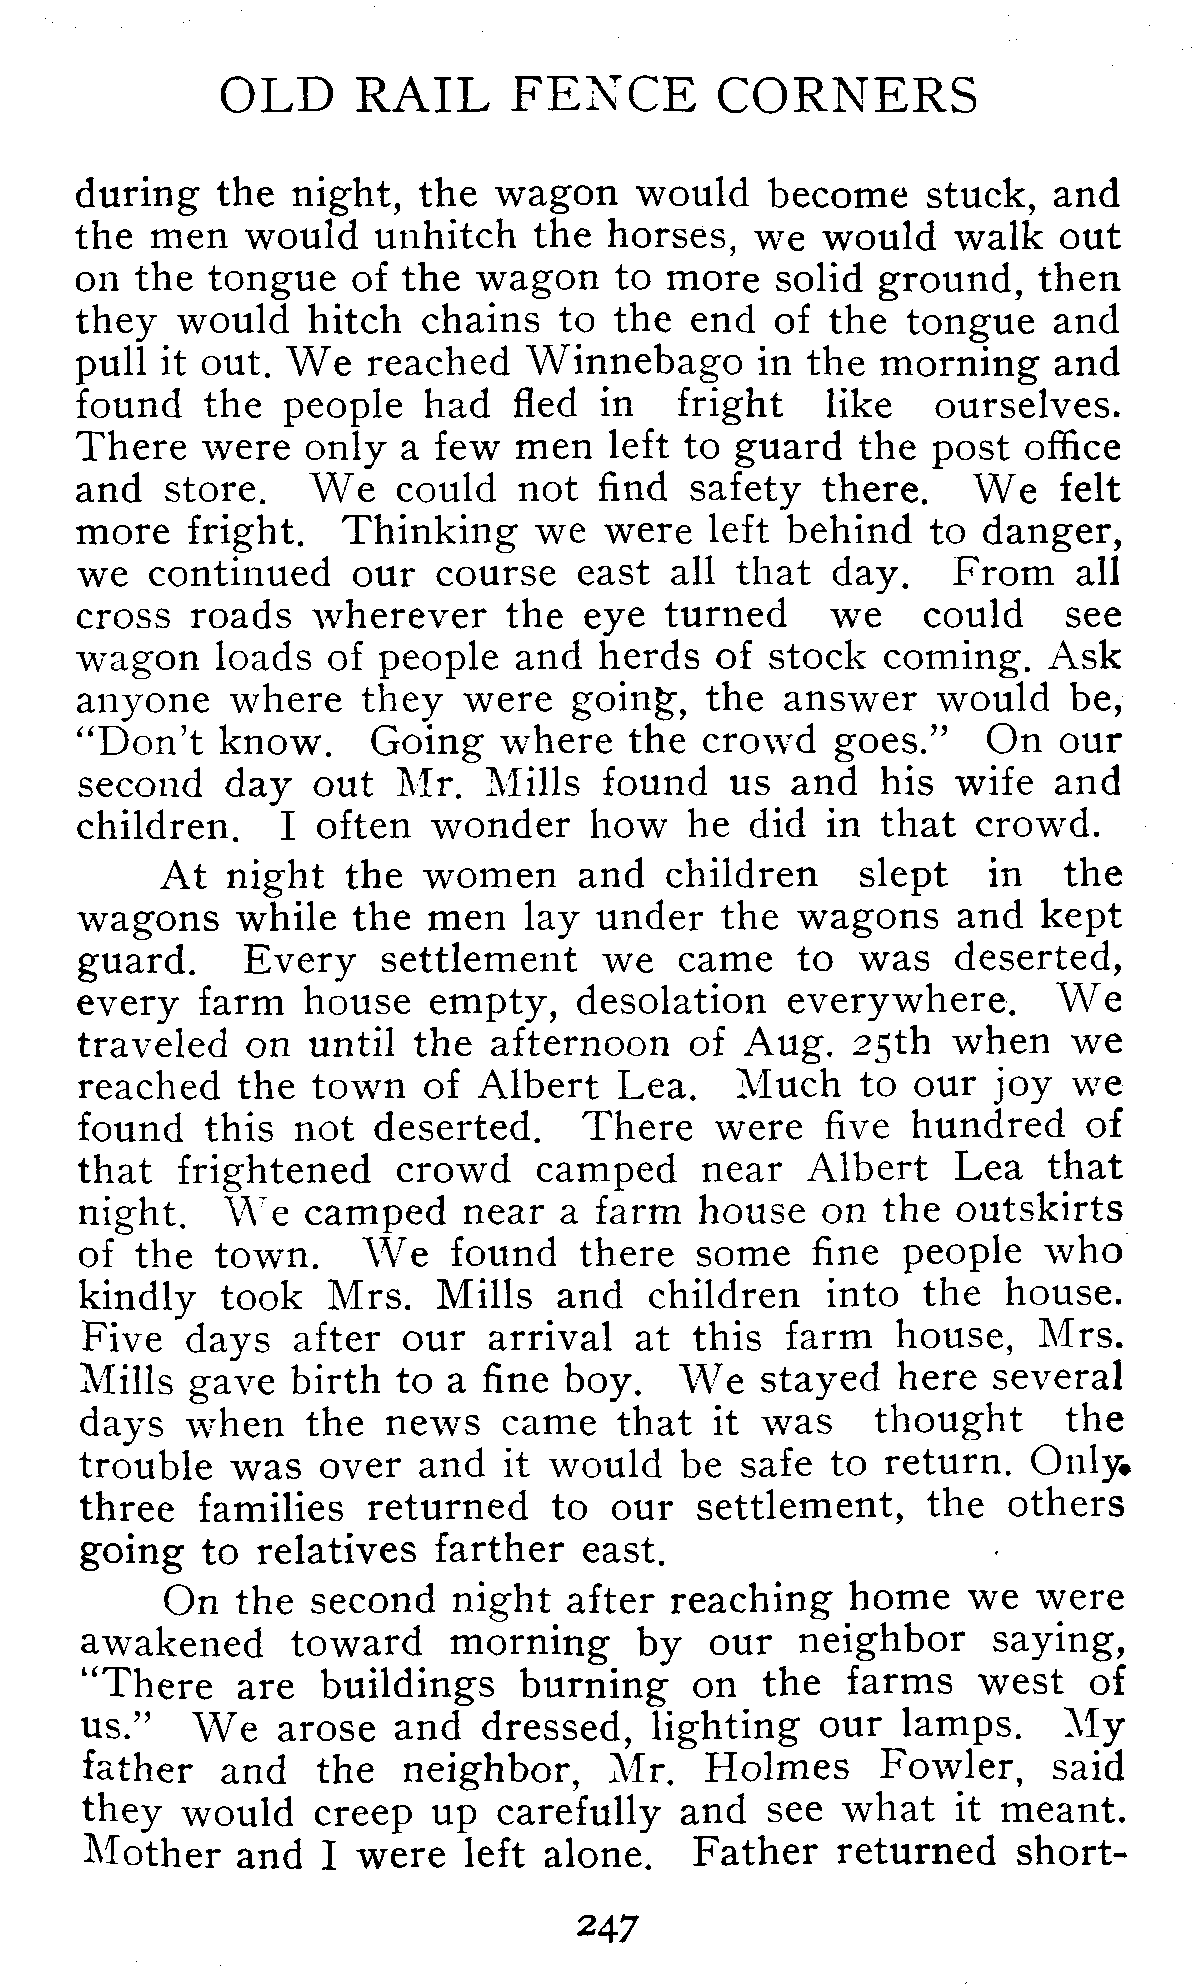 OLD RAIL FENCE CORNERS
during the night, the wagon would become stuck, and
the men would unhitch the horses, we would walk out
on the tongue of the wagon to more solid ground, then
they would hitch chains to the end of the tongue and
pull it out. We reached Winnebago in the morning and
found the people had fled in fright like ourselves.
There were only a few men left to guard the post office
and store. We could not find safety there. We felt
more fright. Thinking we were left behind to danger,
we continued our course east all that day. From all
cross roads wherever the eye turned we could see
wagon loads of people and herds of stock coming. Ask
anyone where they were going, the answer would be,
"Don't know. Going where the crowd goes." On our
second day out Mr. Mills found us and his wife and
children. I often wonder how he did in that crowd.
At night the women and children slept in the
wagons while the men lay under the wagons and kept
guard. Every settlement we came to was deserted,
every farm house empty, desolation everywhere. We
traveled on until the afternoon of Aug. 25th when we
reached the town of Albert Lea. Much to our joy we
found this not deserted. There were five hundred of
that frightened crowd camped near Albert Lea that
night. We camped near a farm house on the outskirts
of the town. We found there some fine people who
kindly took Mrs. Mills and children into the house.
Five days after our arrival at this farm house, Mrs.
Mills gave birth to a fine boy. We stayed here several
days when the news came that it was thought the
trouble was over and it would be safe to return. Only
three families returned to our settlement, the others
going to relatives farther east.
On the second night after reaching home we were
awakened toward morning by our neighbor saying,
"There are buildings burning on the farms west of
us." We arose and dressed, lighting our lamps. My
father and the neighbor, Mr. Holmes Fowler, said
they would creep up carefully and see what it meant.
Mother and I were left alone. Father returned short-
247